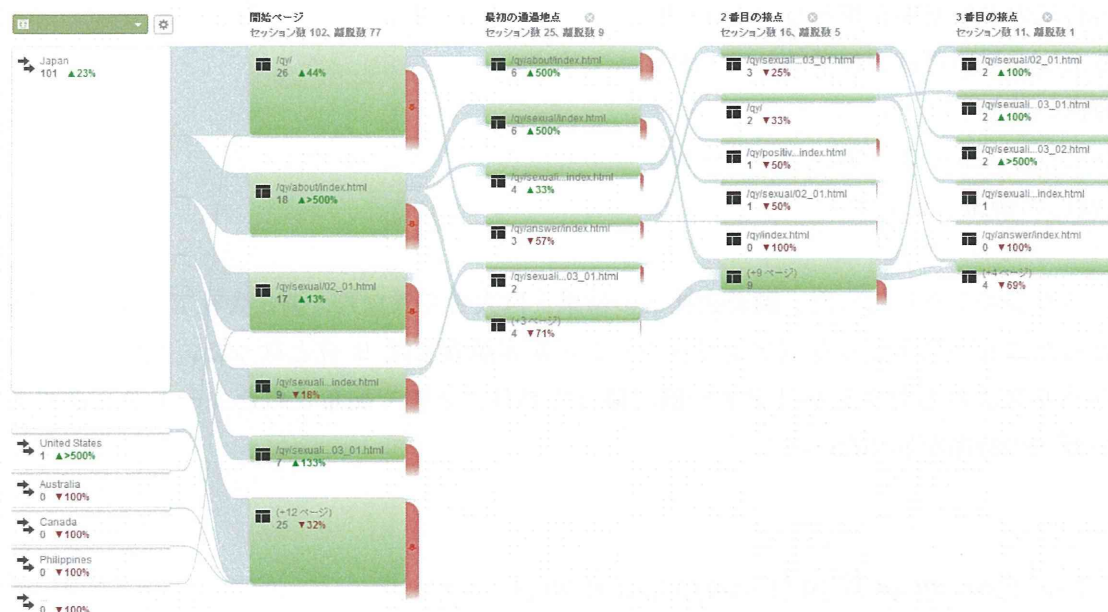 開始ページ
セッション数 102、離脱数 77
最初の通過地点
セッション数 25、離脱数 9
2 番目の接点
セッション数 16、離脱数 5
3 番目の接点
セッション数 11、離脱数 1
Japan
101 ▲23%
United States
1 ▲>500%
Australia
0 ▼100%
Canada
0 ▼100%
Philippines
0 ▼100%
0 ▼100%
/qy/
26 ▲44%
/qy/about/index.html
18 ▲>500%
/qy/sexual/02_01.html
17 ▲13%
/qy/sexuali...index.html
9 ▼18%
/qy/sexuali...03_01.html
7 ▲133%
(+12 ページ)
25 ▼32%
/qy/about/index.html
6 ▲500%
/qy/sexual/index.html
6 ▲500%
/qy/sexuali...index.html
4 ▲33%
/qy/answer/index.html
3 ▼57%
/qy/sexuali...03_01.html
2
(+3 ページ)
4 ▼71%
/qy/sexuali...03_01.html
3 ▼25%
/qy/
2 ▼33%
/qy/positiv...index.html
1 ▼50%
/qy/sexual/02_01.html
1 ▼50%
/qy/index.html
0 ▼100%
(+9 ページ)
9
/qy/sexual/02_01.html
2 ▲100%
/qy/sexuali...03_01.html
2 ▲100%
/qy/sexuali...03_02.html
2 ▲>500%
/qy/sexuali...index.html
1
/qy/answer/index.html
0 ▼100%
(+4 ページ)
4 ▼69%